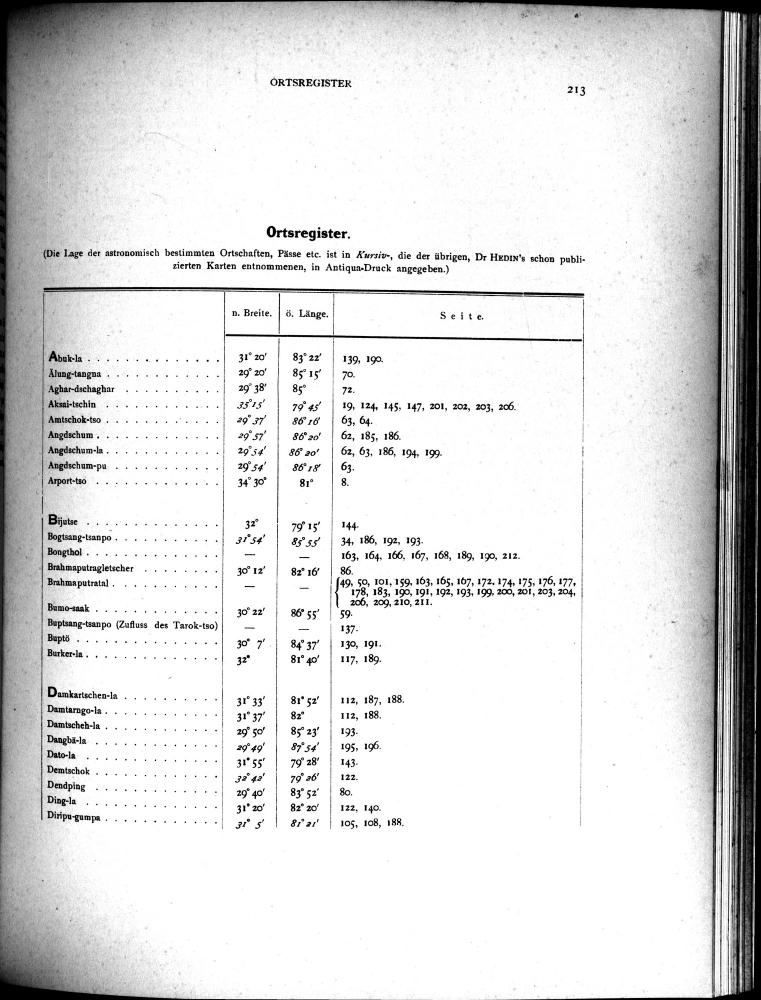 ORTSREGISTER 213
Ortsregister.
(Die Lage der astronomisch bestimmten Ortschaften, Pässe etc. ist in Kursiv-, die der übrigen, Dr HEDIN's schon publi-
zierten Karten entnommenen, in Antiqua-Druck angegeben.)
n. Breite. ö. Länge. Seite.
Abuk-la . . . . . . . . . . . . . . 31° 20' 83° 22' 139, 190.
Älung-tangna . . . . . . . . . . . . 29° 20' 85° 15' 70.
Aghar-dschaghar . . . . . . . . . . 29° 38' 85° 72.
Aksai-tschin . . . . . . . . . . . . 35° 15' 79° 45' 19, 124, 145, 147, 201, 202, 203, 206.
Amtschok-tso . . . . . . . . . . . . 29° 37' 86° 16' 63, 64.
Angdschum . . . . . . . . . . . . . 29° 57' 86° 20' 62, 185, 186.
Angdschum-la . . . . . . . . . . . . 29° 54' 86° 20' 62, 63, 186, 194, 199.
Angdschum-pu . . . . . . . . . . . 29° 54' 86° 18' 63.
Arport-tso . . . . . . . . . . . . . 34° 30° 81° 8.
Bijutse . . . . . . . . . . . . . . 32° 79° 15' 144.
Bogtsang-tsanpo . . . . . . . . . . . 31° 54' 85° 55' 34, 186, 192, 193.
Bongthol . . . . . . . . . . . . . . — — 163, 164, 166, 167, 168, 189, 190, 212.
Brahmaputragletscher . . . . . . . 30° 12' 82° 16' 86.
Brahmaputratal . . . . . . . . . . . — — 49, 50, 101, 159, 163, 165, 167, 172, 174, 175, 176, 177,
178, 183, 190, 191, 192, 193, 199, 200, 201, 203, 204,
206, 209, 210, 211.
Bumo-saak . . . . . . . . . . . . . 30° 22' 86° 55' 59.
Buptsang-tsanpo (Zufluss des Tarok-tso) — — 137.
Buptö . . . . . . . . . . . . . . . 30° 7' 84° 37' 130, 191.
Burker-la . . . . . . . . . . . . . . 32° 81° 40' 117, 189.
Damkartschen-la . . . . . . . . . . 31° 33' 81° 52' 112, 187, 188.
Damtarngo-la . . . . . . . . . . . . 31° 37' 82° 112, 188.
Damtscheh-la . . . . . . . . . . . . 29° 50' 85° 23' 193.
Dangbä-la . . . . . . . . . . . . . 29° 49' 87° 54' 195, 196.
Dato-la . . . . . . . . . . . . . . 31° 55' 79° 28' 143.
Demtschok . . . . . . . . . . . . . 32° 42' 79° 26' 122.
Dendping . . . . . . . . . . . . . 29° 40' 83° 52' 80.
Ding-la . . . . . . . . . . . . . . 31° 20' 82° 20' 122, 140.
Diripu-gumpa . . . . . . . . . . . . 31° 5' 81° 21' 105, 108, 188.